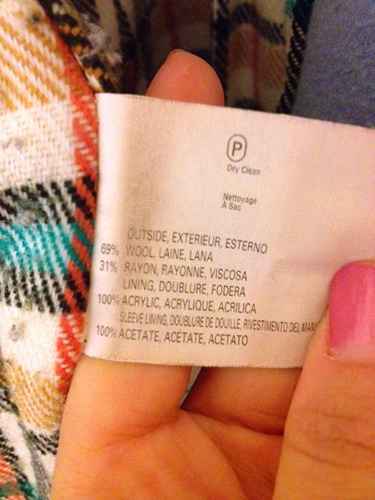 P
Dry Clean
Nettoyage
À Sec
OUTSIDE, EXTERIEUR, ESTERNO
69% WOOL, LAINE, LANA
31% RAYON, RAYONNE, VISCOSA
LINING, DOUBLURE, FODERA
100% ACRYLIC, ACRYLIQUE, ACRILICA
SLEEVE LINING, DOUBLURE DE DOUILLE, RIVESTIMENTO DEL
100% ACETATE, ACÉTATE, ACETATO